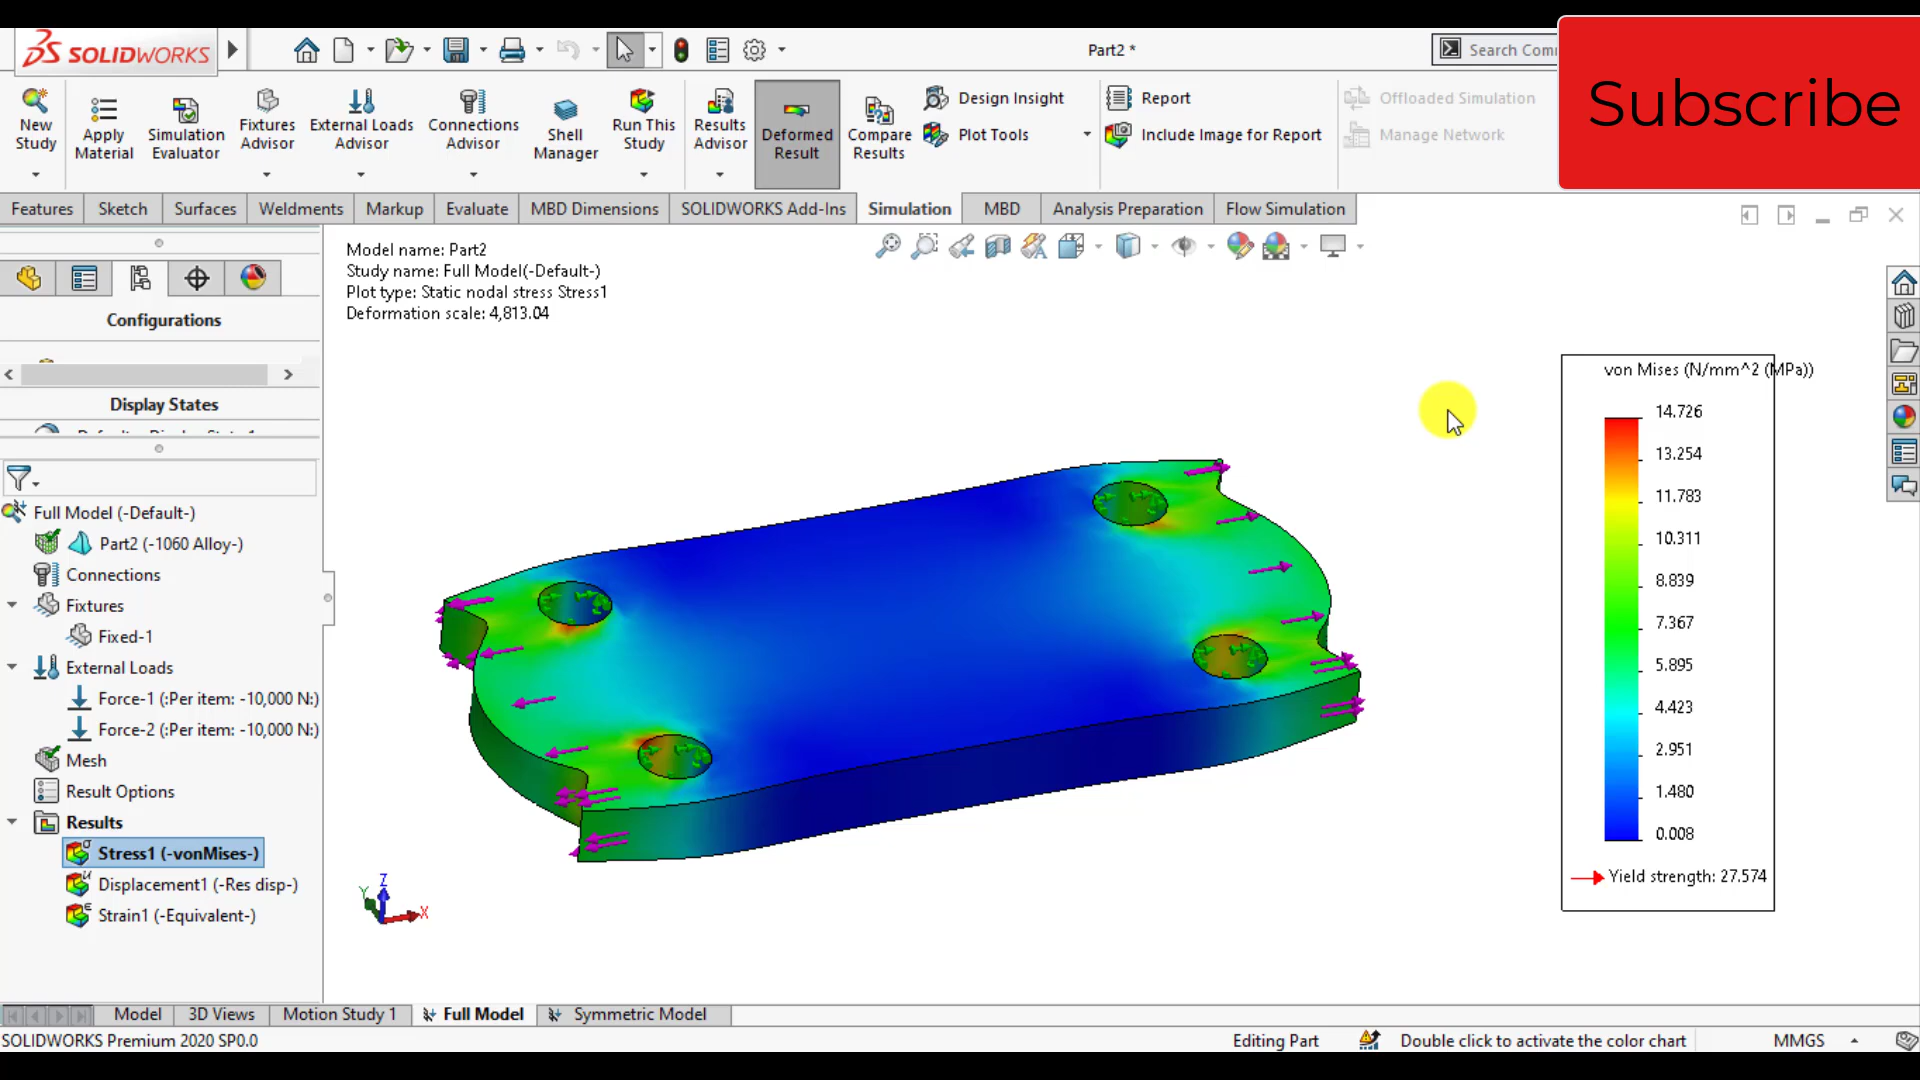 SOLIDWORKS
Part2 *
Search Com
Subscribe
New Study
Apply Material
Simulation Evaluator
Fixtures Advisor
External Loads Advisor
Connections Advisor
Shell Manager
Run This Study
Results Advisor
Deformed Result
Compare Results
Design Insight
Plot Tools
Report
Include Image for Report
Offloaded Simulation
Manage Network
Features
Sketch
Surfaces
Weldments
Markup
Evaluate
MBD Dimensions
SOLIDWORKS Add-Ins
Simulation
MBD
Analysis Preparation
Flow Simulation
Configurations
Display States
Full Model (-Default-)
Part2 (-1060 Alloy-)
Connections
Fixtures
Fixed-1
External Loads
Force-1 (:Per item: -10,000 N:)
Force-2 (:Per item: -10,000 N:)
Mesh
Result Options
Results
Stress1 (-vonMises-)
Displacement1 (-Res disp-)
Strain1 (-Equivalent-)
Model name: Part2
Study name: Full Model(-Default-)
Plot type: Static nodal stress Stress1
Deformation scale: 4,813.04
von Mises (N/mm^2 (MPa))
14.726
13.254
11.783
10.311
8.839
7.367
5.895
4.423
2.951
1.480
0.008
Yield strength: 27.574
Z
Y
X
Model
3D Views
Motion Study 1
Full Model
Symmetric Model
SOLIDWORKS Premium 2020 SP0.0
Editing Part
Double click to activate the color chart
MMGS